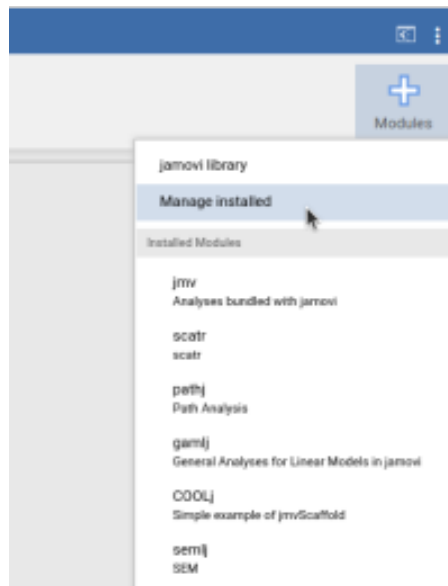 Modules
jamovi library
Manage installed
Installed Modules
jmv
Analyses bundled with jamovi
scatr
scatr
pathj
Path Analysis
gamlj
General Analyses for Linear Models in jamovi
COOLj
Simple example of jmvScaffold
semlj
SEM